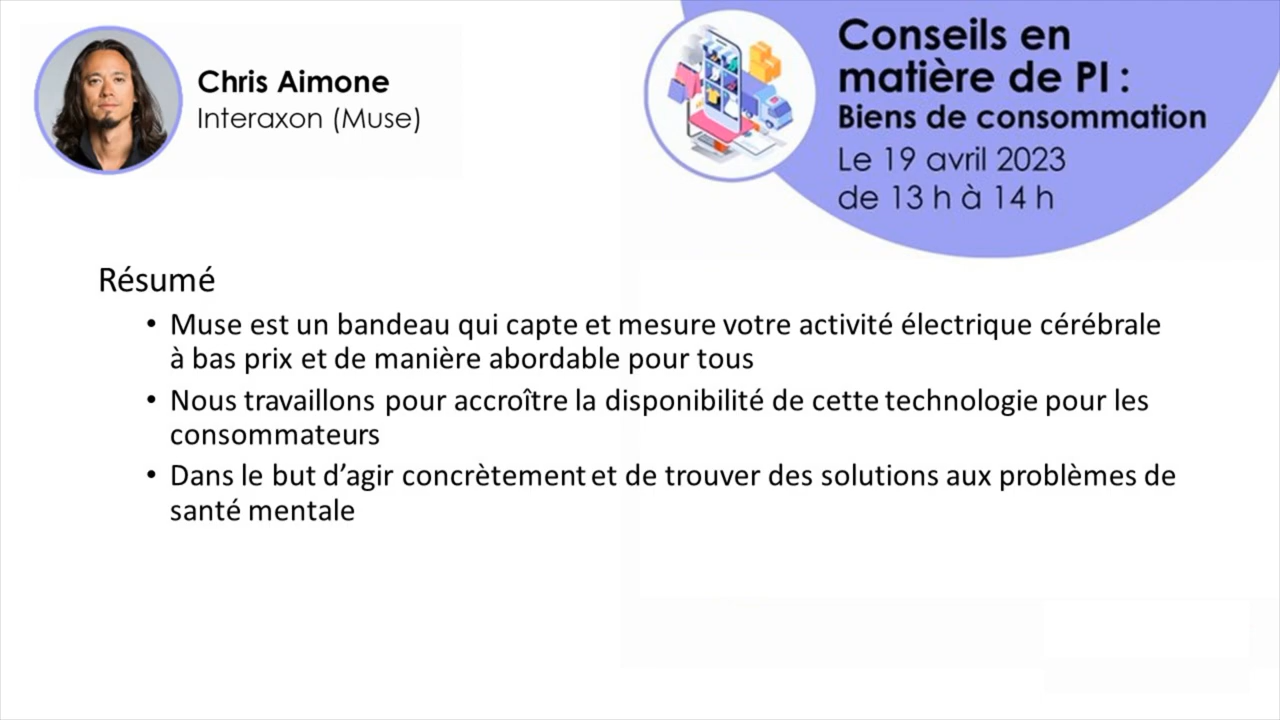 Chris Aimone
Interaxon (Muse)
Conseils en
matière de PI :
Biens de consommation
Le 19 avril 2023
de 13 h à 14 h
Résumé
• Muse est un bandeau qui capte et mesure votre activité électrique cérébrale
à bas prix et de manière abordable pour tous
• Nous travaillons pour accroître la disponibilité de cette technologie pour les
consommateurs
• Dans le but d’agir concrètement et de trouver des solutions aux problèmes de
santé mentale